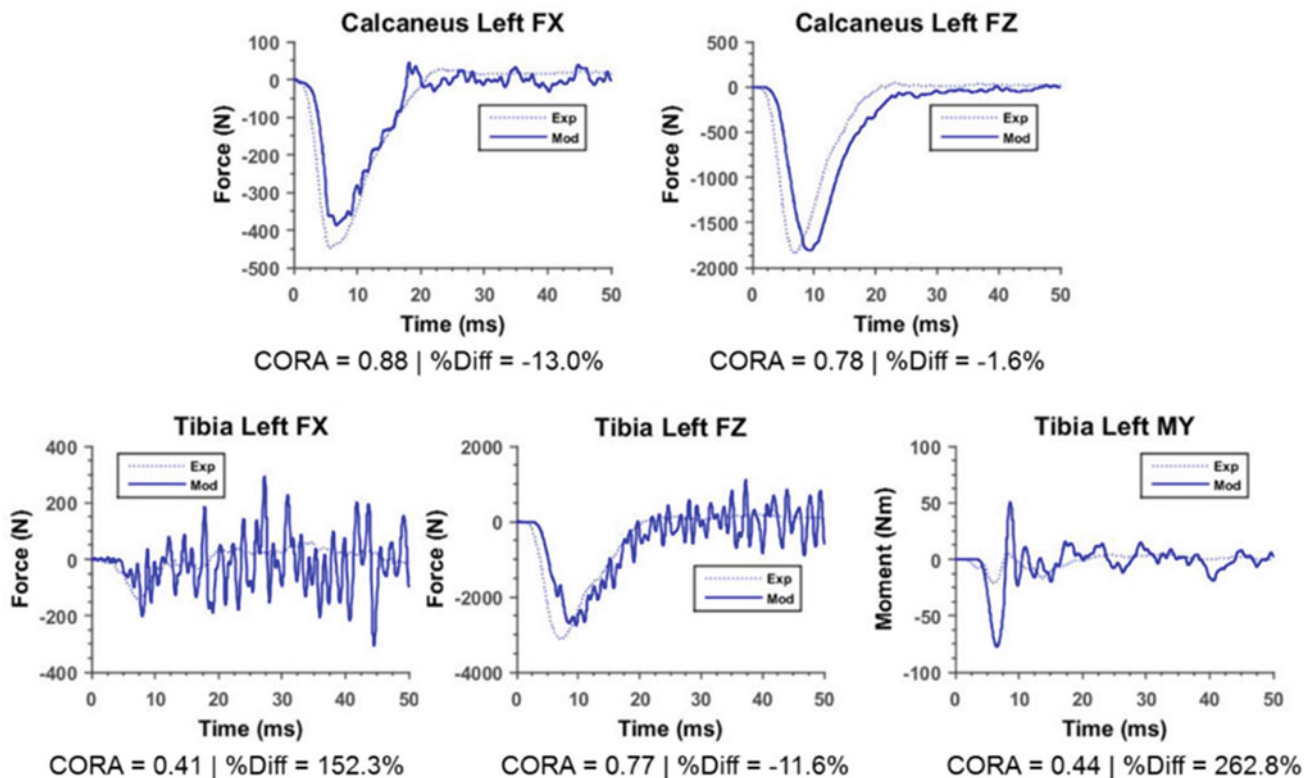 Calcaneus Left FX
Calcaneus Left FZ
100
0
-100
-200
-300
-400
-500
Force (N)
Exp
Mod
0 10 20 30 40 50
Time (ms)
500
0
-500
-1000
-1500
-2000
Force (N)
Exp
Mod
0 10 20 30 40 50
Time (ms)
CORA = 0.88 | %Diff = -13.0%
CORA = 0.78 | %Diff = -1.6%
Tibia Left FX
Tibia Left FZ
Tibia Left MY
400
200
0
-200
-400
Force (N)
Exp
Mod
0 10 20 30 40 50
Time (ms)
2000
0
-2000
-4000
Force (N)
Exp
Mod
0 10 20 30 40 50
Time (ms)
100
50
0
-50
-100
Moment (Nm)
Exp
Mod
0 10 20 30 40 50
Time (ms)
CORA = 0.41 | %Diff = 152.3%
CORA = 0.77 | %Diff = -11.6%
CORA = 0.44 | %Diff = 262.8%